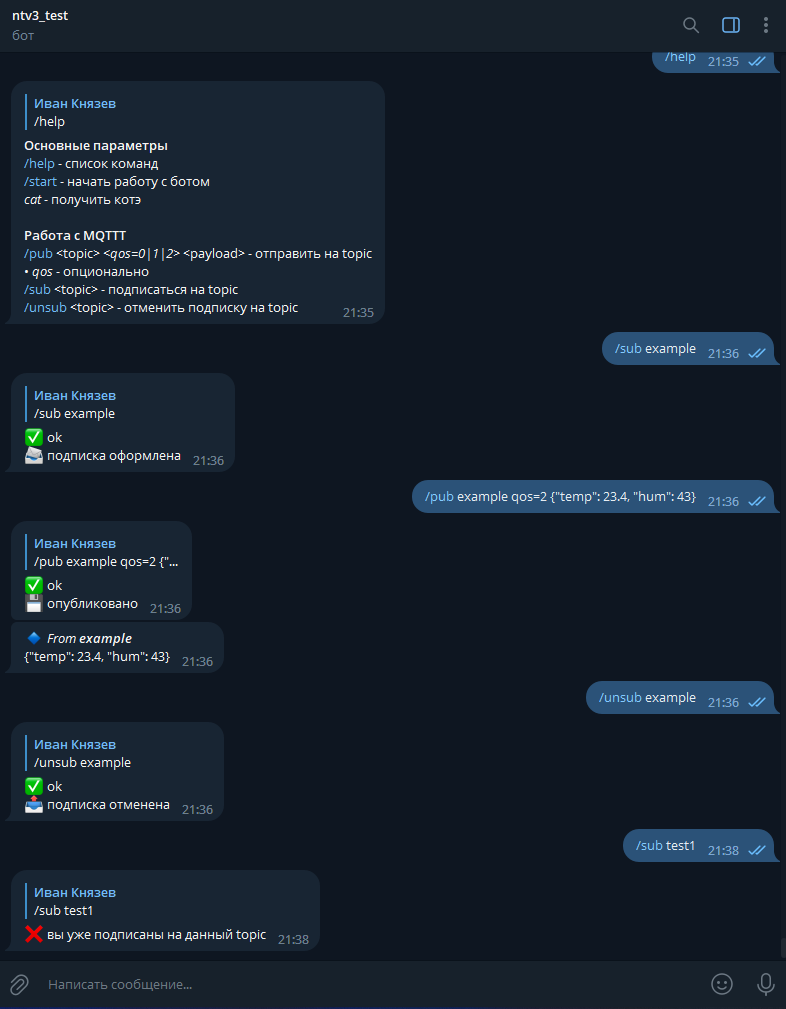 ntv3_test
бот
/help 21:35
Иван Князев
/help
Основные параметры
/help - список команд
/start - начать работу с ботом
cat - получить котэ
Работа с MQTTT
/pub <topic> <qos=0|1|2> <payload> - отправить на topic
• qos - опционально
/sub <topic> - подписаться на topic
/unsub <topic> - отменить подписку на topic
21:35
/sub example 21:36
Иван Князев
/sub example
ok
подписка оформлена 21:36
/pub example qos=2 {"temp": 23.4, "hum": 43} 21:36
Иван Князев
/pub example qos=2 {"...
ok
опубликовано 21:36
From example
{"temp": 23.4, "hum": 43} 21:36
/unsub example 21:36
Иван Князев
/unsub example
ok
подписка отменена 21:36
/sub test1 21:38
Иван Князев
/sub test1
вы уже подписаны на данный topic 21:38
Написать сообщение...